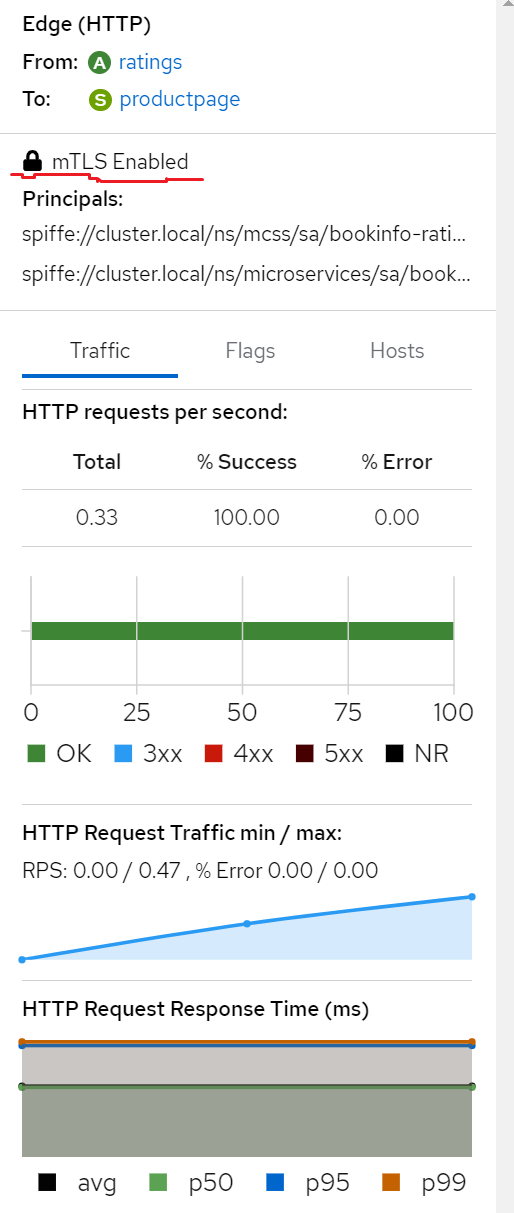 Edge (HTTP)
From: A ratings
To: S productpage
mTLS Enabled
Principals:
spiffe://cluster.local/ns/mcss/sa/bookinfo-rati...
spiffe://cluster.local/ns/microservices/sa/book...
Traffic Flags Hosts
HTTP requests per second:
Total % Success % Error
0.33 100.00 0.00
0 25 50 75 100
OK 3xx 4xx 5xx NR
HTTP Request Traffic min / max:
RPS: 0.00 / 0.47 , % Error 0.00 / 0.00
HTTP Request Response Time (ms)
avg p50 p95 p99